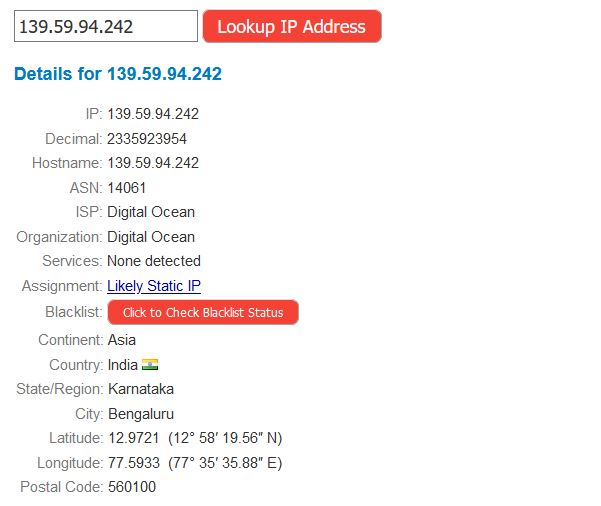 139.59.94.242 Lookup IP Address
Details for 139.59.94.242
IP: 139.59.94.242
Decimal: 2335923954
Hostname: 139.59.94.242
ASN: 14061
ISP: Digital Ocean
Organization: Digital Ocean
Services: None detected
Assignment: Likely Static IP
Blacklist: Click to Check Blacklist Status
Continent: Asia
Country: India
State/Region: Karnataka
City: Bengaluru
Latitude: 12.9721 (12° 58′ 19.56″ N)
Longitude: 77.5933 (77° 35′ 35.88″ E)
Postal Code: 560100